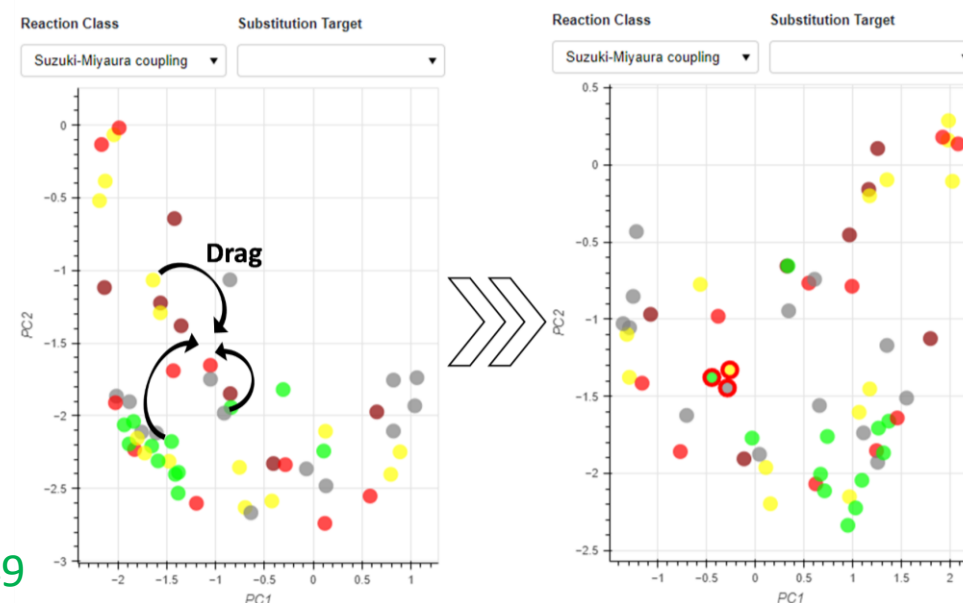 Reaction Class Substitution Target
Suzuki-Miyaura coupling ▼ ▼
0
−0.5
−1
−1.5
−2
−2.5
−3
PC2
−2 −1.5 −1 −0.5 0 0.5 1
PC1
Drag
9
Reaction Class Substitution Target
Suzuki-Miyaura coupling ▼
0.5
0
−0.5
−1
−1.5
−2
−2.5
PC2
−1 −0.5 0 0.5 1 1.5 2
PC1